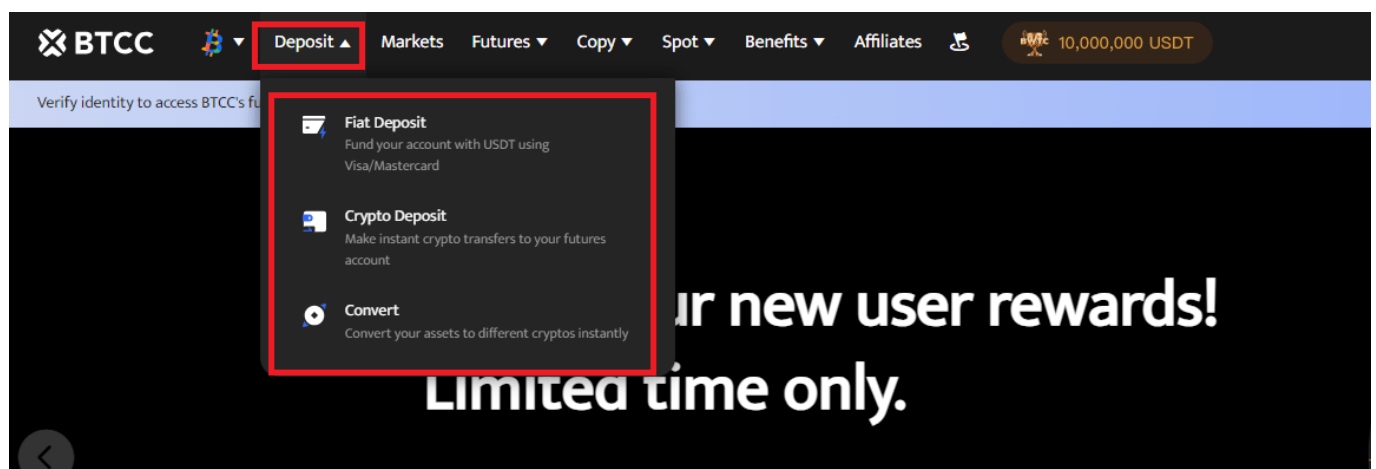 BTCC
Deposit ▲ Markets Futures ▼ Copy ▼ Spot ▼ Benefits ▼ Affiliates 10,000,000 USDT
Verify identity to access BTCC's
Fiat Deposit
Fund your account with USDT using
Visa/Mastercard
Crypto Deposit
Make instant crypto transfers to your futures
account
Convert
Convert your assets to different cryptos instantly
new user rewards!
Limited time only.